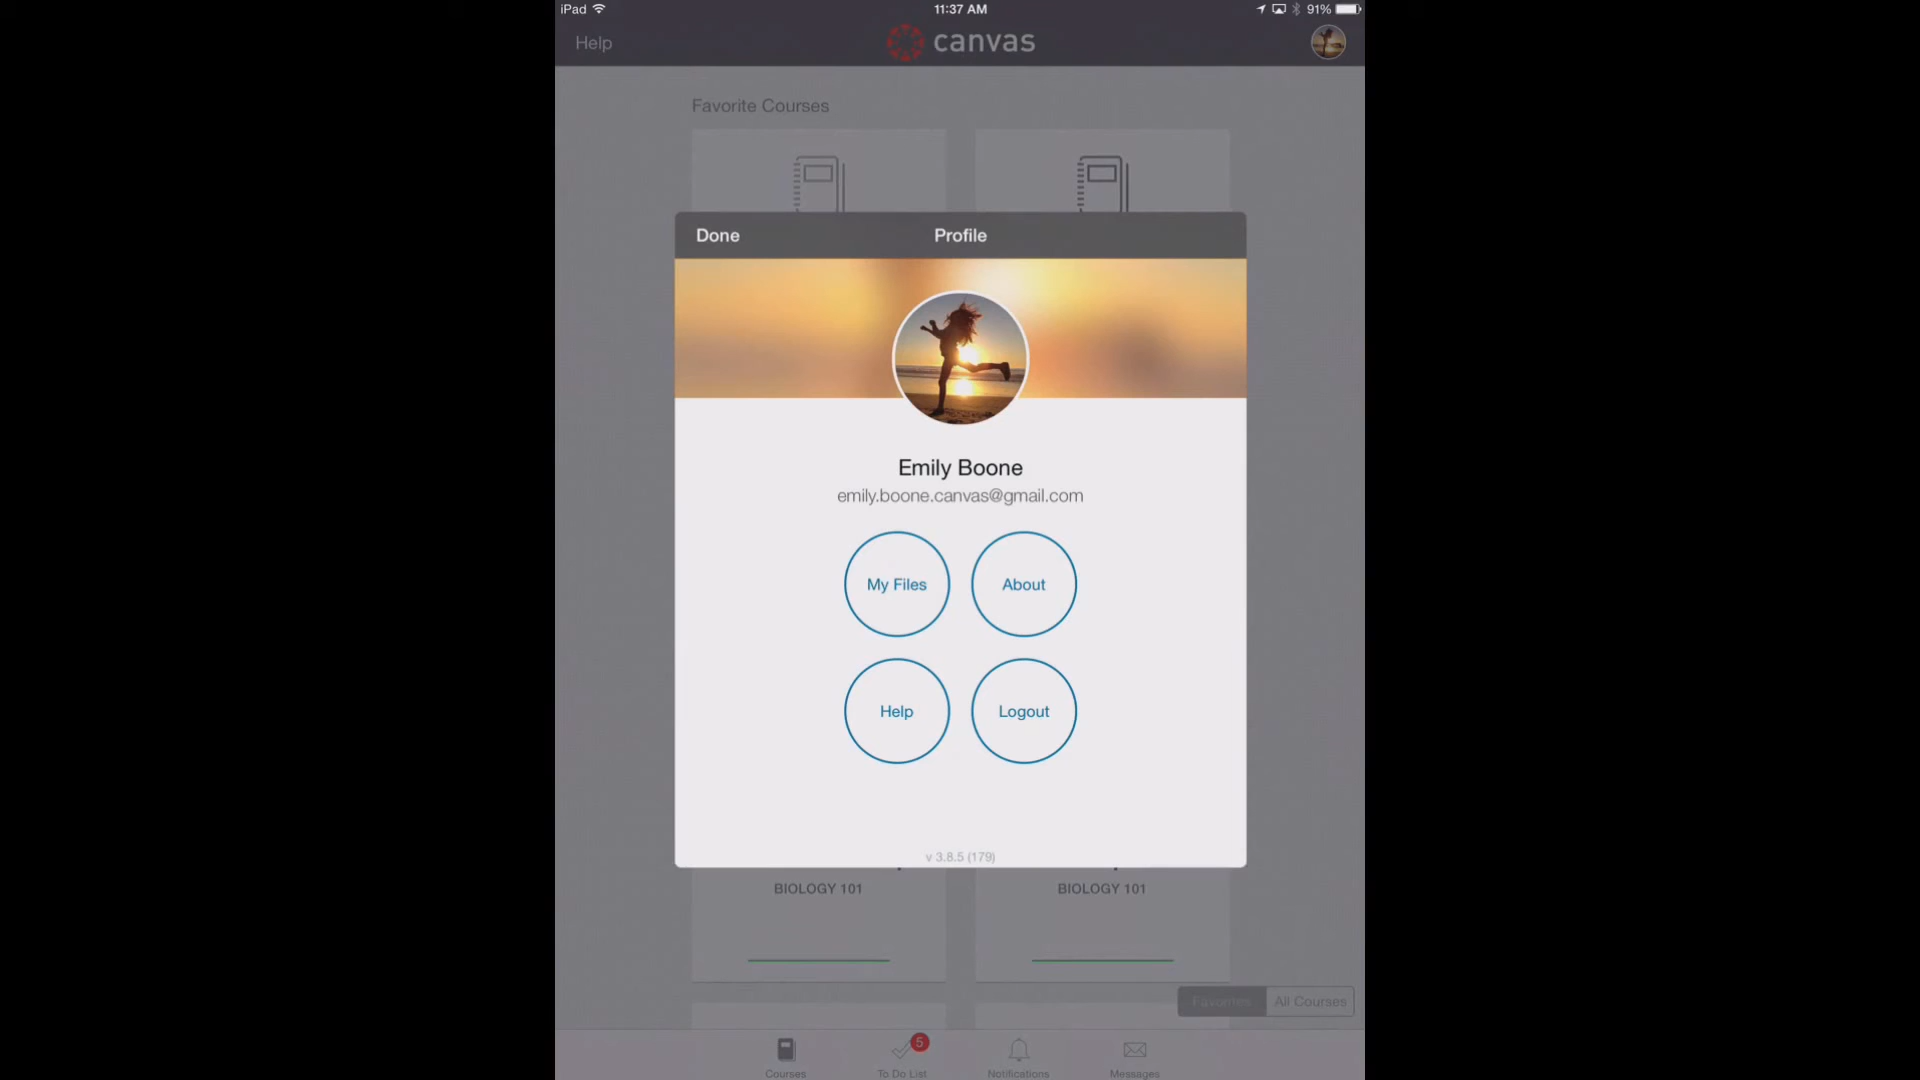 iPad 11:37 AM 91%
Help canvas
Favorite Courses
Done Profile
Emily Boone
emily.boone.canvas@gmail.com
My Files About
Help Logout
v 3.8.5 (179)
BIOLOGY 101 BIOLOGY 101
Favorites All Courses
5
Courses To Do List Notifications Messages